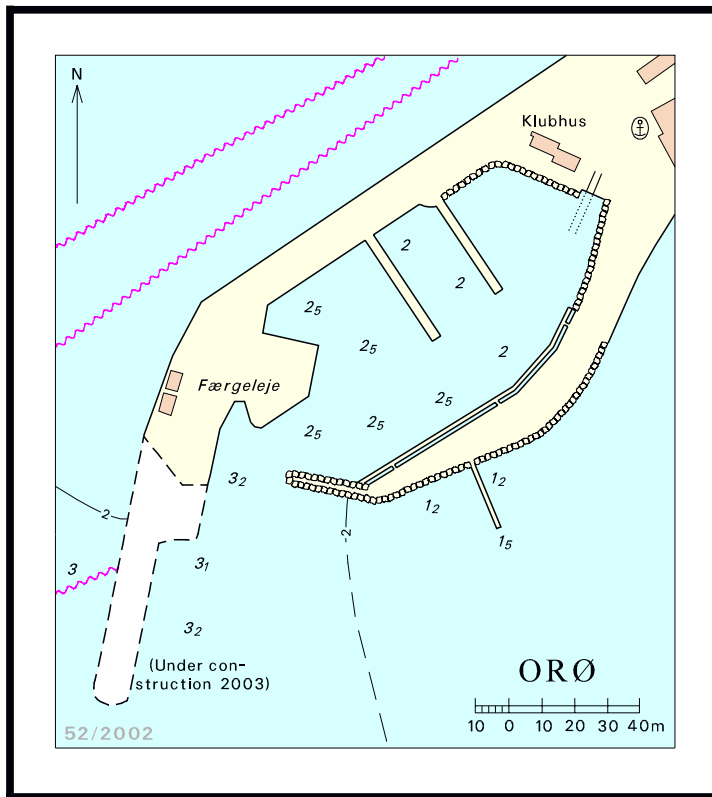 N
Klubhus
2
2
2₅
2₅
2
Færgeleje
2₅
2₅
2₅
3₂
1₂
1₂
2
2
1₅
3₁
3
3₂
(Under con-
struction 2003)
ORØ
10 0 10 20 30 40m
52/2002